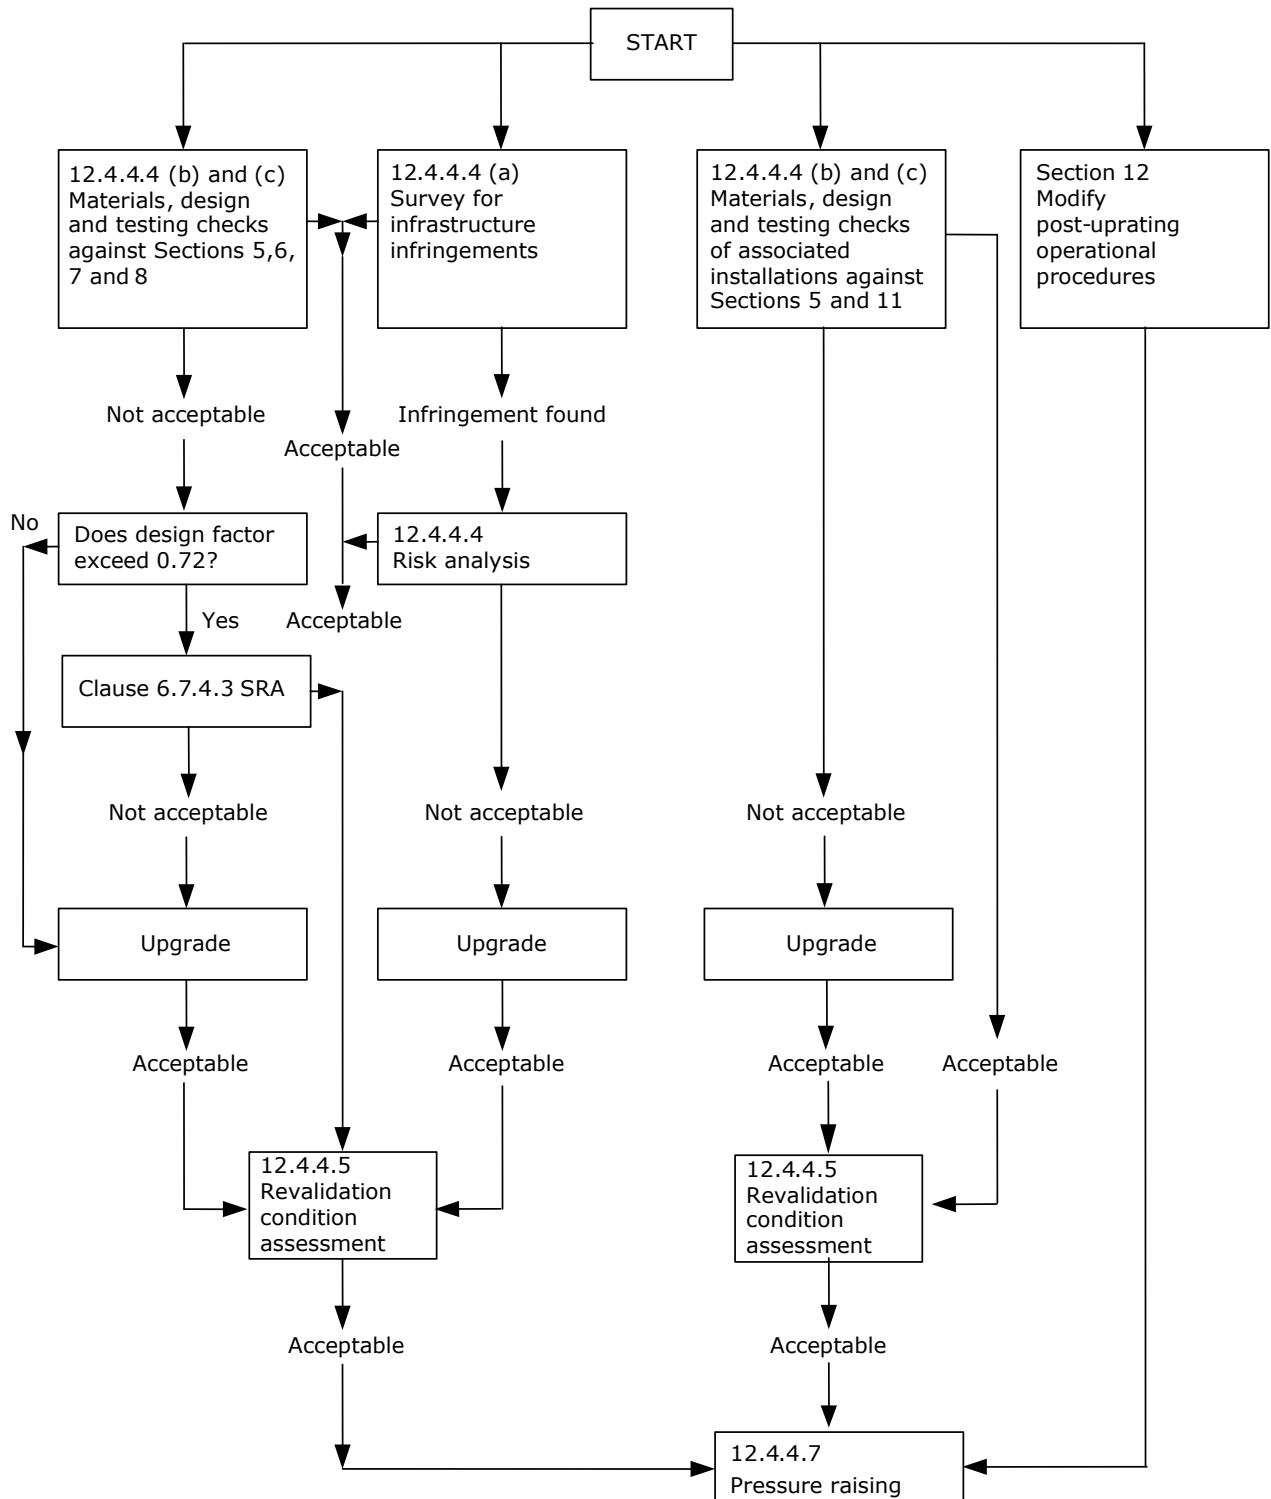 START
12.4.4.4 (b) and (c)
Materials, design
and testing checks
against Sections 5,6,
7 and 8
12.4.4.4 (a)
Survey for
infrastructure
infringements
12.4.4.4 (b) and (c)
Materials, design
and testing checks
of associated
installations against
Sections 5 and 11
Section 12
Modify
post-uprating
operational
procedures
Not acceptable
Infringement found
Acceptable
No
Does design factor
exceed 0.72?
12.4.4.4
Risk analysis
Yes
Acceptable
Clause 6.7.4.3 SRA
Not acceptable
Not acceptable
Not acceptable
Upgrade
Upgrade
Upgrade
Acceptable
Acceptable
Acceptable
Acceptable
12.4.4.5
Revalidation
condition
assessment
12.4.4.5
Revalidation
condition
assessment
Acceptable
Acceptable
12.4.4.7
Pressure raising